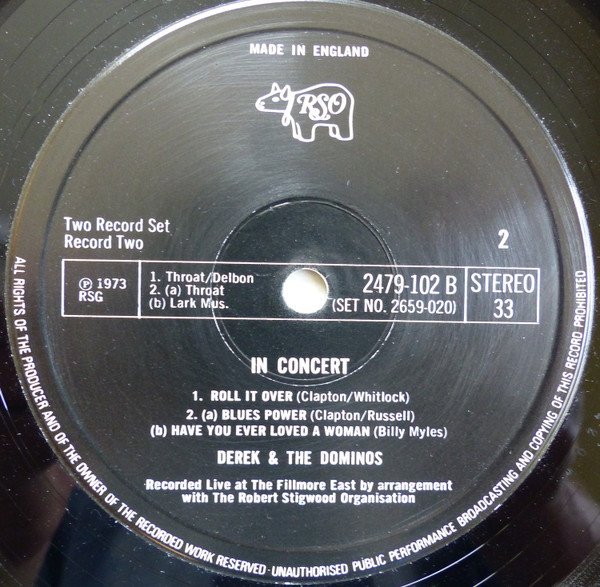 MADE IN ENGLAND
RSO
Two Record Set
Record Two
2
℗ 1973
RSG
1. Throat/Delbon
2. (a) Throat
(b) Lark Mus.
2479-102 B
(SET NO. 2659-020)
STEREO
33
IN CONCERT
1. ROLL IT OVER (Clapton/Whitlock)
2. (a) BLUES POWER (Clapton/Russell)
(b) HAVE YOU EVER LOVED A WOMAN (Billy Myles)
DEREK & THE DOMINOS
Recorded Live at The Fillmore East by arrangement
with The Robert Stigwood Organisation
ALL RIGHTS OF THE PRODUCER AND OF THE OWNER OF THE RECORDED WORK RESERVED · UNAUTHORISED PUBLIC PERFORMANCE BROADCASTING AND COPYING OF THIS RECORD PROHIBITED